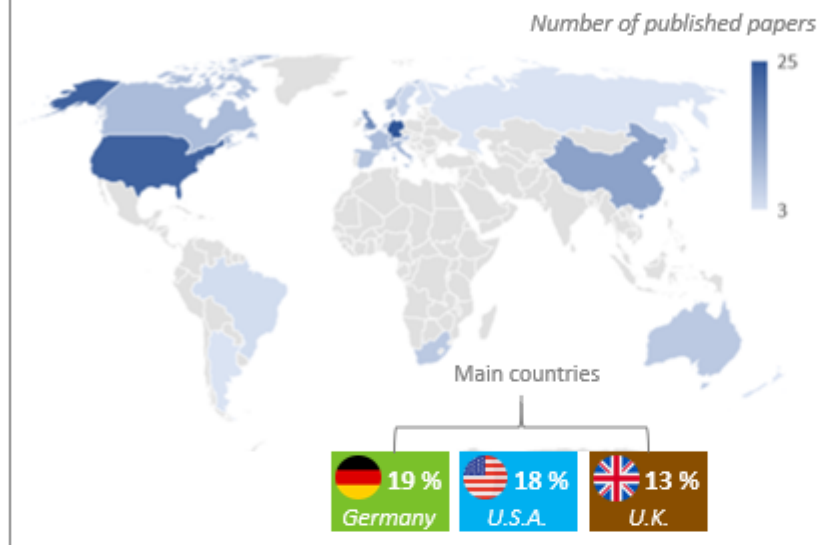 Number of published papers
25
3
Main countries
19 %
Germany
18 %
U.S.A.
13 %
U.K.